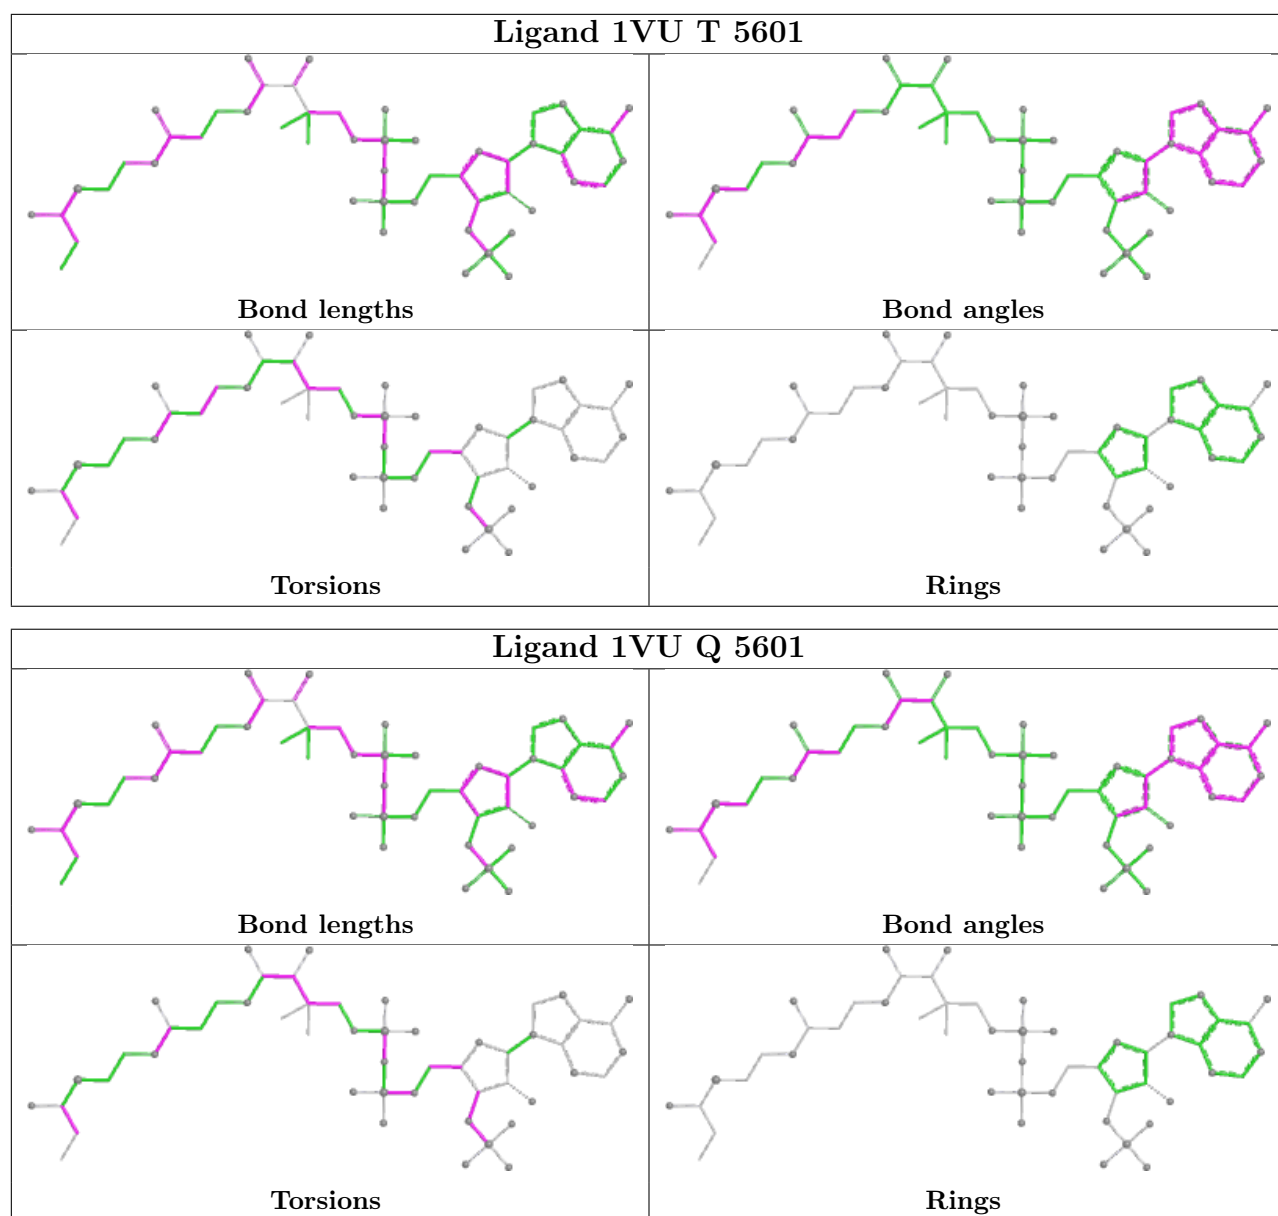 Ligand 1VU T 5601
Bond lengths
Bond angles
Torsions
Rings
Ligand 1VU Q 5601
Bond lengths
Bond angles
Torsions
Rings